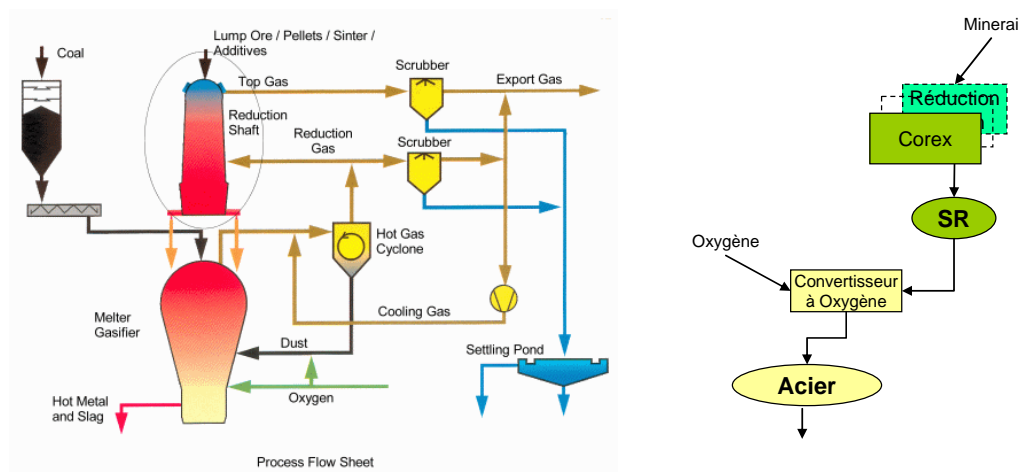 Lump Ore / Pellets / Sinter /
Additives
Coal
Top Gas
Scrubber
Export Gas
Reduction
Shaft
Reduction
Gas
Scrubber
Hot Gas
Cyclone
Melter
Gasifier
Cooling Gas
Dust
Settling Pond
Oxygen
Hot Metal
and Slag
Process Flow Sheet
Minerai
Réduction
Corex
SR
Oxygène
Convertisseur
à Oxygène
Acier